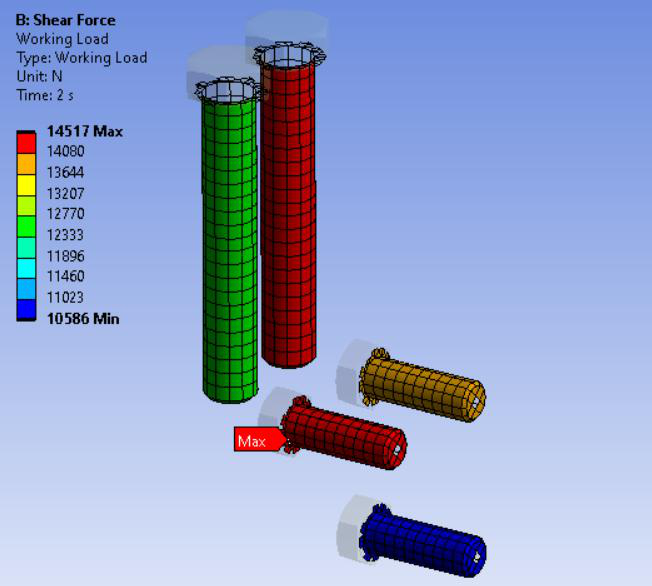 B: Shear Force
Working Load
Type: Working Load
Unit: N
Time: 2 s
14517 Max
14080
13644
13207
12770
12333
11896
11460
11023
10586 Min
Max